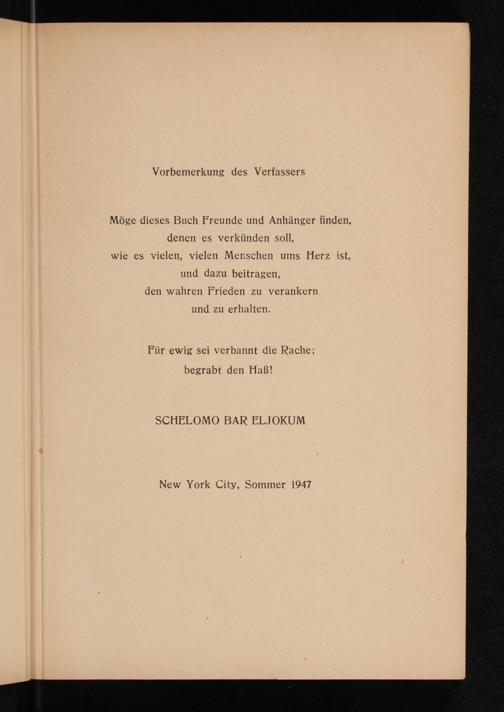 Vorbemerkung des Verfassers
Möge dieses Buch Freunde und Anhänger finden,
denen es verkünden soll,
wie es vielen, vielen Menschen ums Herz ist,
und dazu beitragen,
den wahren Frieden zu verankern
und zu erhalten.
Für ewig sei verbannt die Rache;
begrabt den Haß!
SCHELOMO BAR ELJOKUM
New York City, Sommer 1947